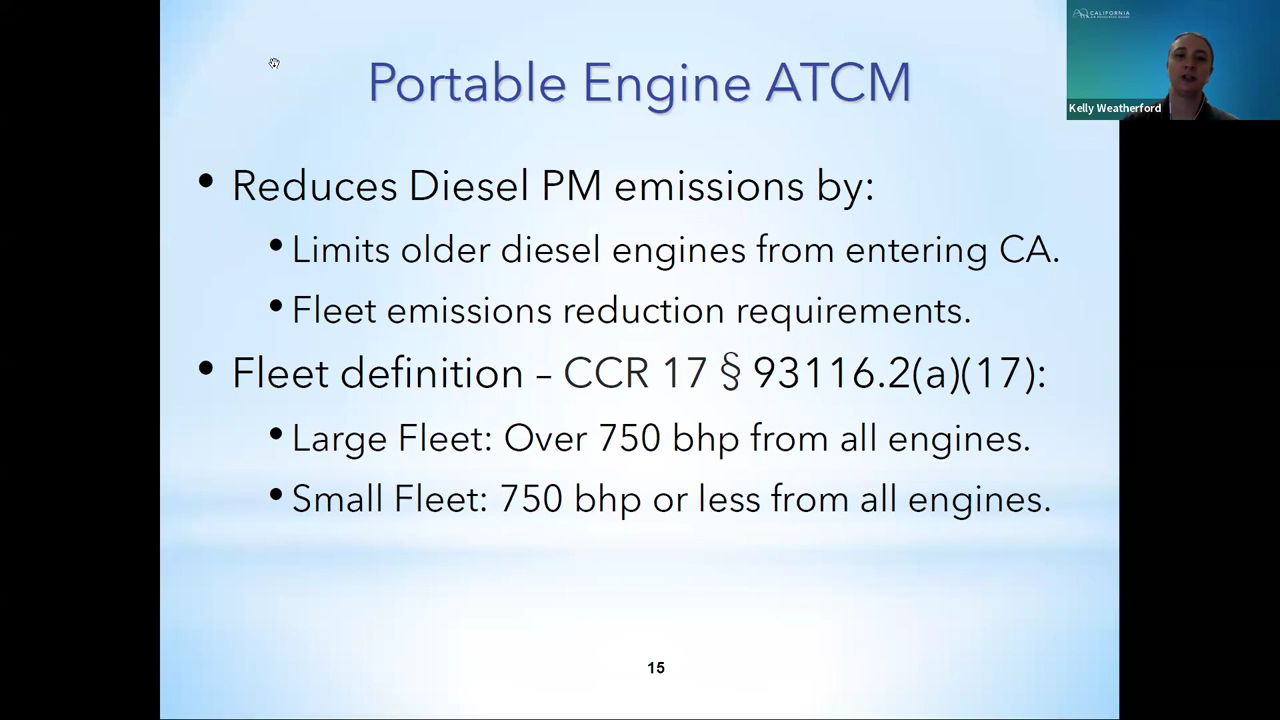 Portable Engine ATCM
• Reduces Diesel PM emissions by:
• Limits older diesel engines from entering CA.
• Fleet emissions reduction requirements.
• Fleet definition – CCR 17 § 93116.2(a)(17):
• Large Fleet: Over 750 bhp from all engines.
• Small Fleet: 750 bhp or less from all engines.
15
CALIFORNIA
Kelly Weatherford